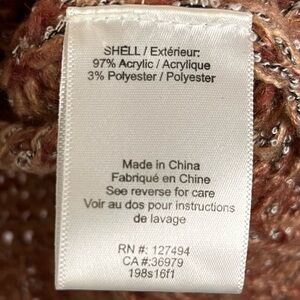 SHELL / Extérieur:
97% Acrylic / Acrylique
3% Polyester / Polyester
Made in China
Fabriqué en Chine
See reverse for care
Voir au dos pour instructions
de lavage
RN #: 127494
CA #: 36979
198s16f1